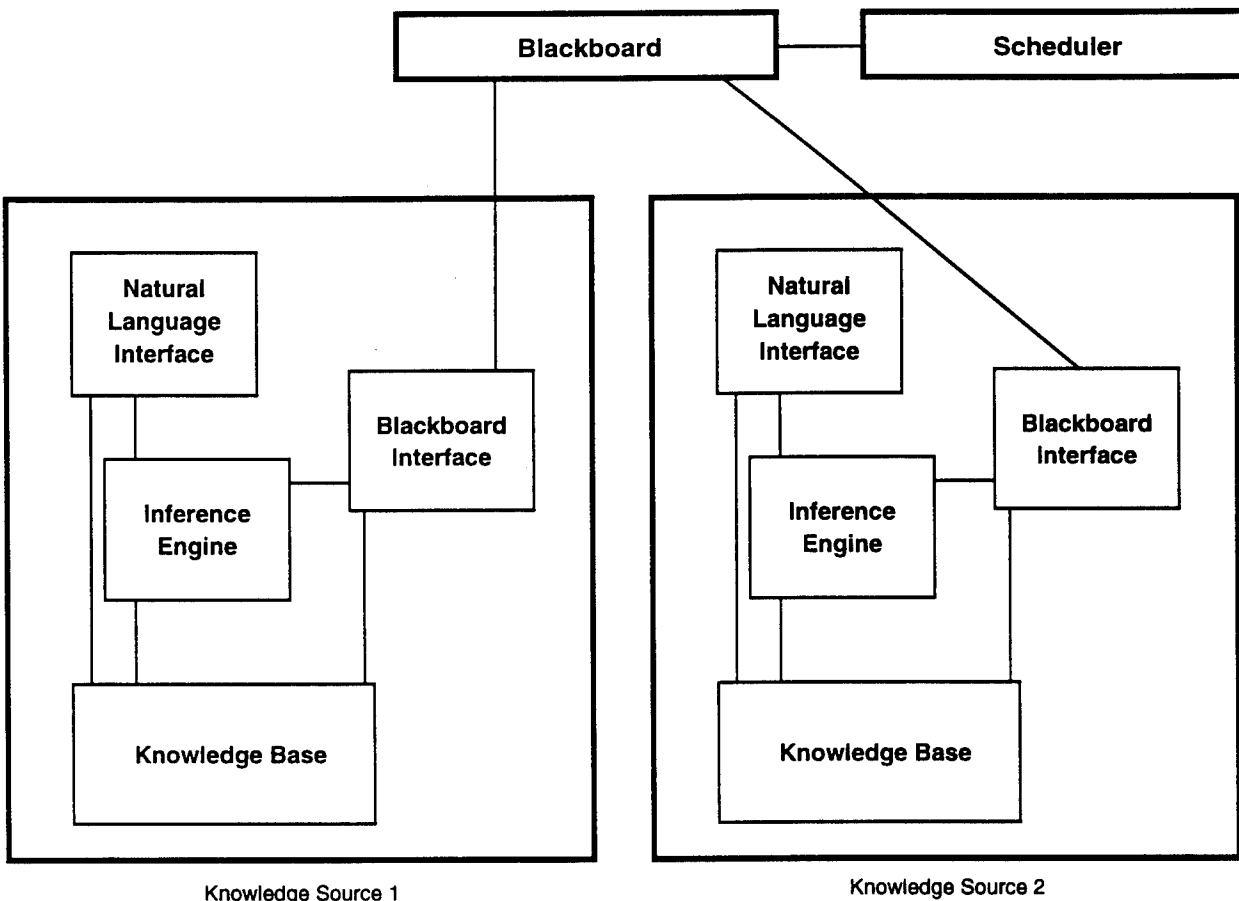 Blackboard
Scheduler
Natural
Language
Interface
Blackboard
Interface
Inference
Engine
Knowledge Base
Knowledge Source 1
Natural
Language
Interface
Blackboard
Interface
Inference
Engine
Knowledge Base
Knowledge Source 2